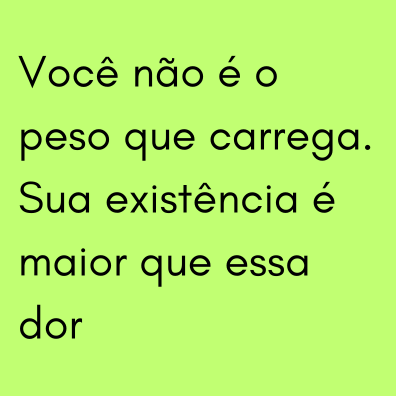 Você não é o
peso que carrega.
Sua existência é
maior que essa
dor